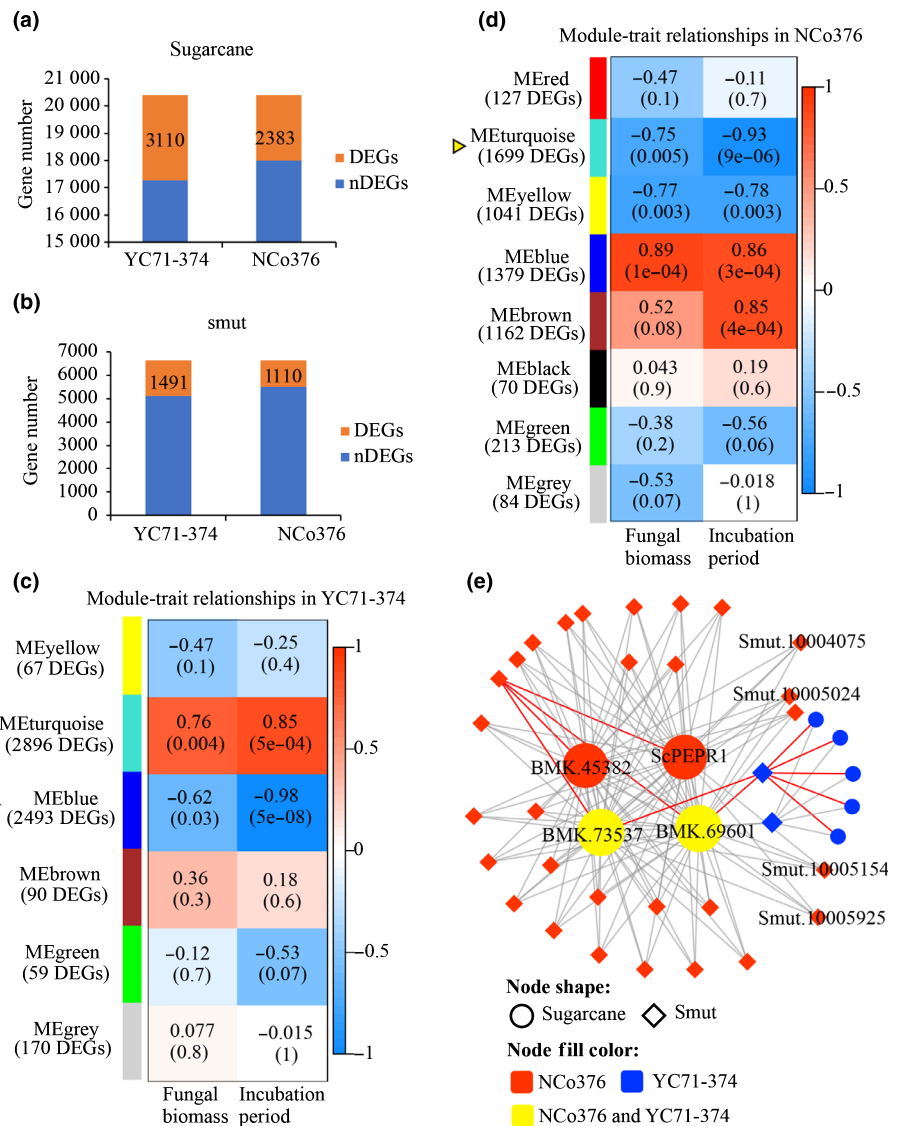 (a)
Sugarcane
Gene number
21 000
20 000
19 000
18 000
17 000
16 000
15 000
3110
2383
DEGs
nDEGs
YC71-374
NCo376
(b)
smut
Gene number
7000
6000
5000
4000
3000
2000
1000
0
1491
1110
DEGs
nDEGs
YC71-374
NCo376
(c)
Module-trait relationships in YC71-374
MEyellow
(67 DEGs)
−0.47
(0.1)
−0.25
(0.4)
MEturquoise
(2896 DEGs)
0.76
(0.004)
0.85
(5e−04)
MEblue
(2493 DEGs)
−0.62
(0.03)
−0.98
(5e−08)
MEbrown
(90 DEGs)
0.36
(0.3)
0.18
(0.6)
MEgreen
(59 DEGs)
−0.12
(0.7)
−0.53
(0.07)
MEgrey
(170 DEGs)
0.077
(0.8)
−0.015
(1)
Fungal
biomass
Incubation
period
1
0.5
0
−0.5
−1
(d)
Module-trait relationships in NCo376
MEred
(127 DEGs)
−0.47
(0.1)
−0.11
(0.7)
MEturquoise
(1699 DEGs)
−0.75
(0.005)
−0.93
(9e−06)
MEyellow
(1041 DEGs)
−0.77
(0.003)
−0.78
(0.003)
MEblue
(1379 DEGs)
0.89
(1e−04)
0.86
(3e−04)
MEbrown
(1162 DEGs)
0.52
(0.08)
0.85
(4e−04)
MEblack
(70 DEGs)
0.043
(0.9)
0.19
(0.6)
MEgreen
(213 DEGs)
−0.38
(0.2)
−0.56
(0.06)
MEgrey
(84 DEGs)
−0.53
(0.07)
−0.018
(1)
Fungal
biomass
Incubation
period
1
0.5
0
−0.5
−1
(e)
Smut.10004075
Smut.10005024
BMK.45382
ScPEPR1
BMK.73537
BMK.69601
Smut.10005154
Smut.10005925
Node shape:
Sugarcane
Smut
Node fill color:
NCo376
YC71-374
NCo376 and YC71-374